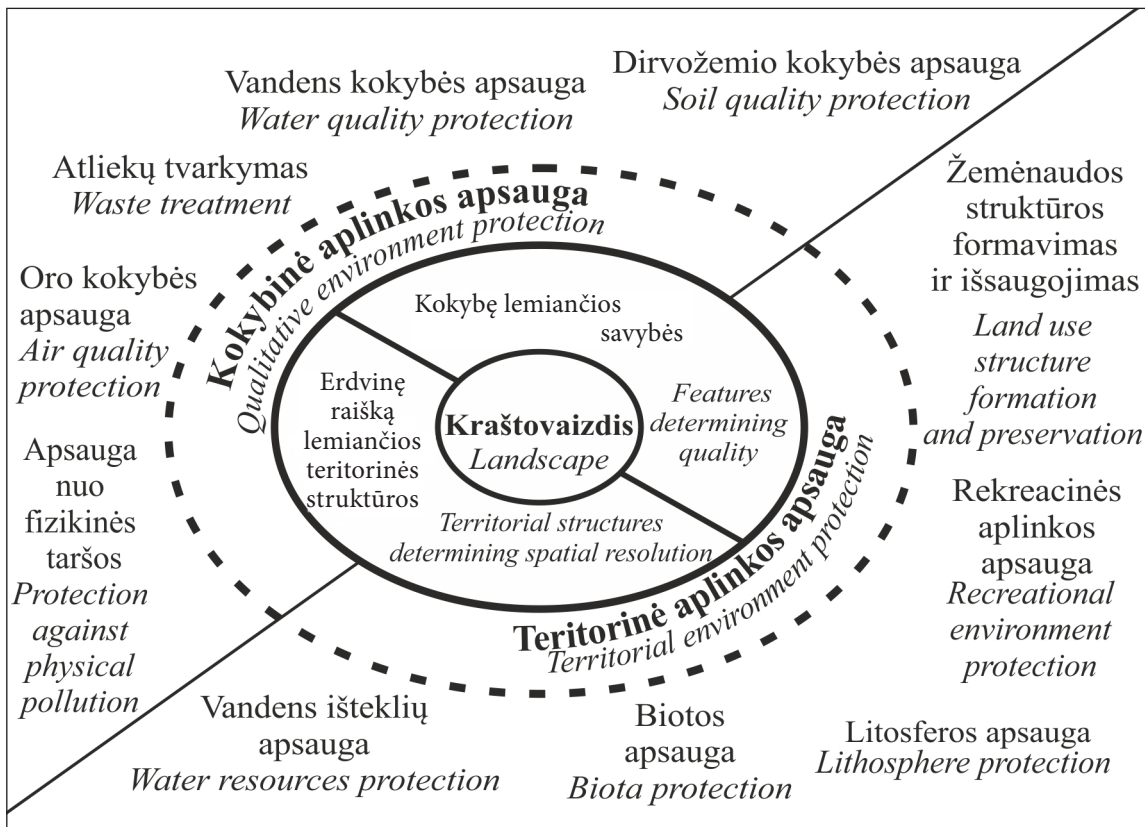 Vandens kokybės apsauga
Water quality protection
Dirvožemio kokybės apsauga
Soil quality protection
Atliekų tvarkymas
Waste treatment
Oro kokybės
apsauga
Air quality
protection
Apsauga
nuo
fizikinės
taršos
Protection
against
physical
pollution
Kokybinė aplinkos apsauga
Qualitative environment protection
Kokybę lemiančios
savybės
Features
determining
quality
Erdvinę
raišką
lemiančios
teritorinės
struktūros
Territorial structures
determining spatial resolution
Kraštovaizdis
Landscape
Teritorinė aplinkos apsauga
Territorial environment protection
Žemėnaudos
struktūros
formavimas
ir išsaugojimas
Land use
structure
formation
and preservation
Rekreacinės
aplinkos
apsauga
Recreational
environment
protection
Vandens išteklių
apsauga
Water resources protection
Biotos
apsauga
Biota protection
Litosferos apsauga
Lithosphere protection